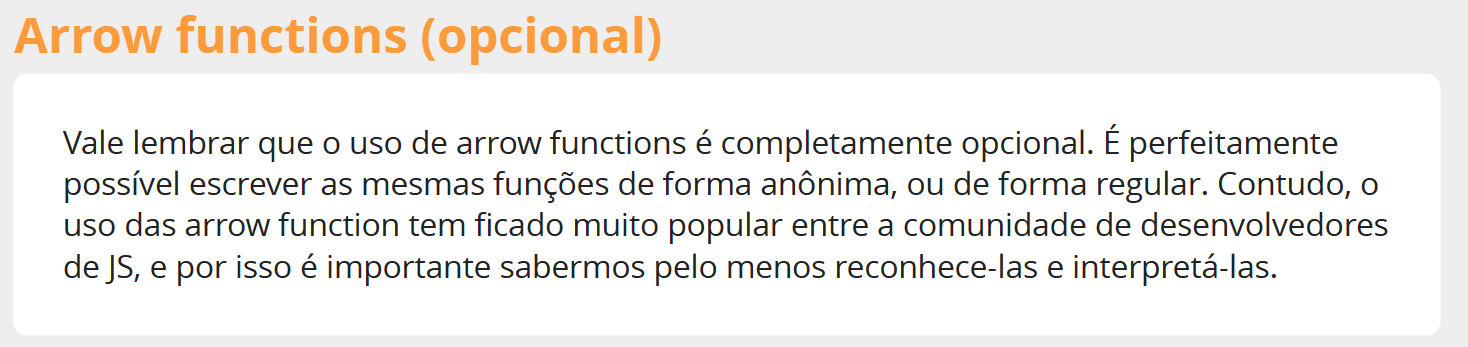 Arrow functions (opcional)
Vale lembrar que o uso de arrow functions é completamente opcional. É perfeitamente
possível escrever as mesmas funções de forma anônima, ou de forma regular. Contudo, o
uso das arrow function tem ficado muito popular entre a comunidade de desenvolvedores
de JS, e por isso é importante sabermos pelo menos reconhece-las e interpretá-las.